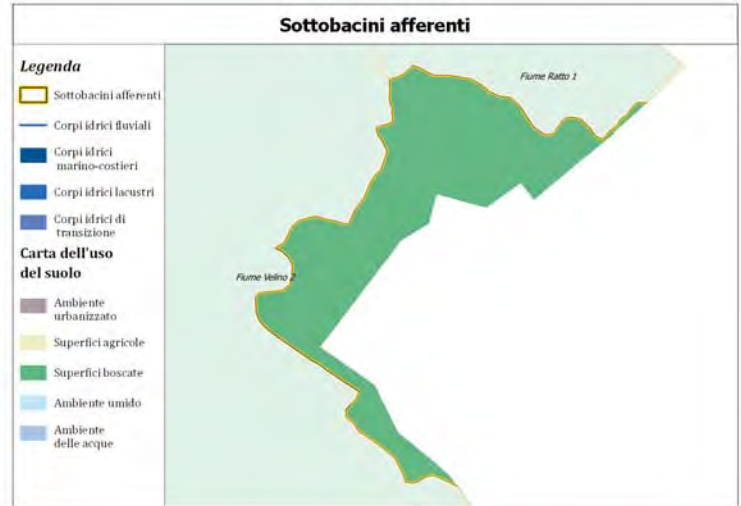 Sottobacini afferenti
Legenda
Sottobacini afferenti
Corpi idrici fluviali
Corpi idrici
marino-costieri
Corpi idrici lacustri
Corpi idrici di
transizione
Carta dell'uso
del suolo
Ambiente
urbanizzato
Superfici agricole
Superfici boscate
Ambiente umido
Ambiente
delle acque
Fiume Ratto 1
Fiume Velino 2